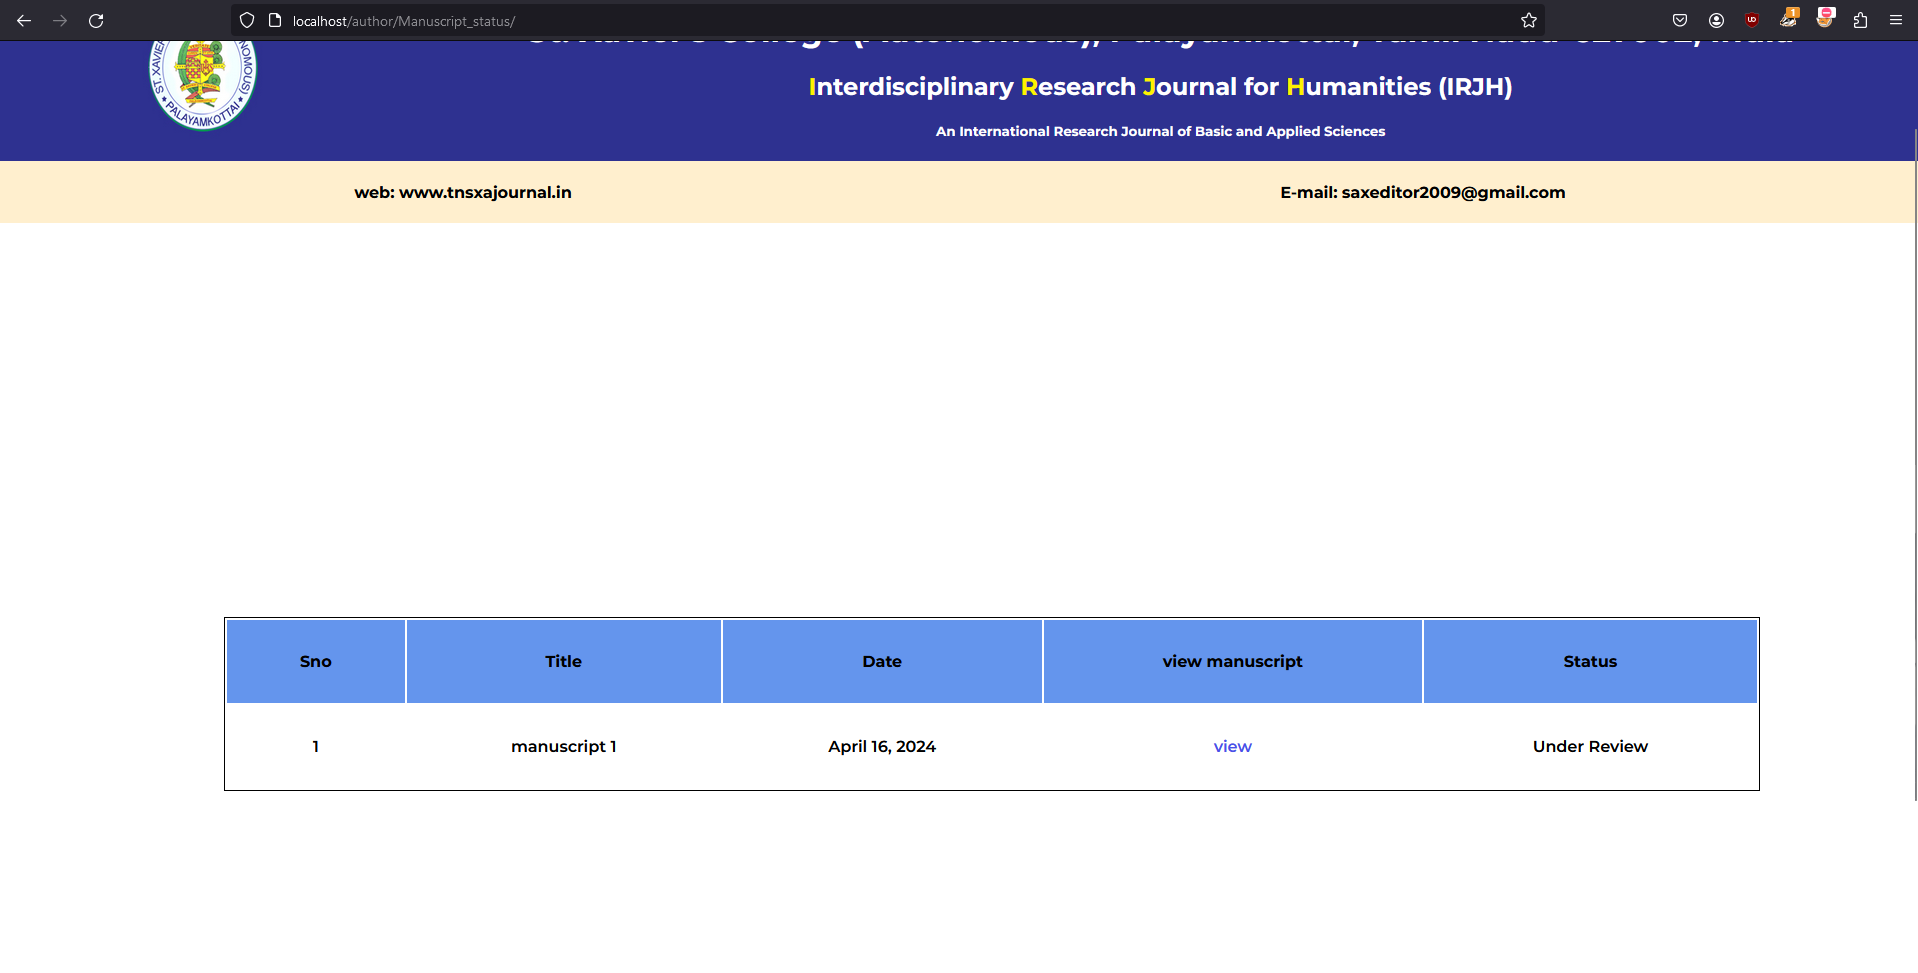 localhost/author/Manuscript_status/
ST. XAVIER
NOMOUS)
PALAYAMKOTTAI
Interdisciplinary Research Journal for Humanities (IRJH)
An International Research Journal of Basic and Applied Sciences
web: www.tnsxajournal.in E-mail: saxeditor2009@gmail.com
Sno Title Date view manuscript Status
1 manuscript 1 April 16, 2024 view Under Review